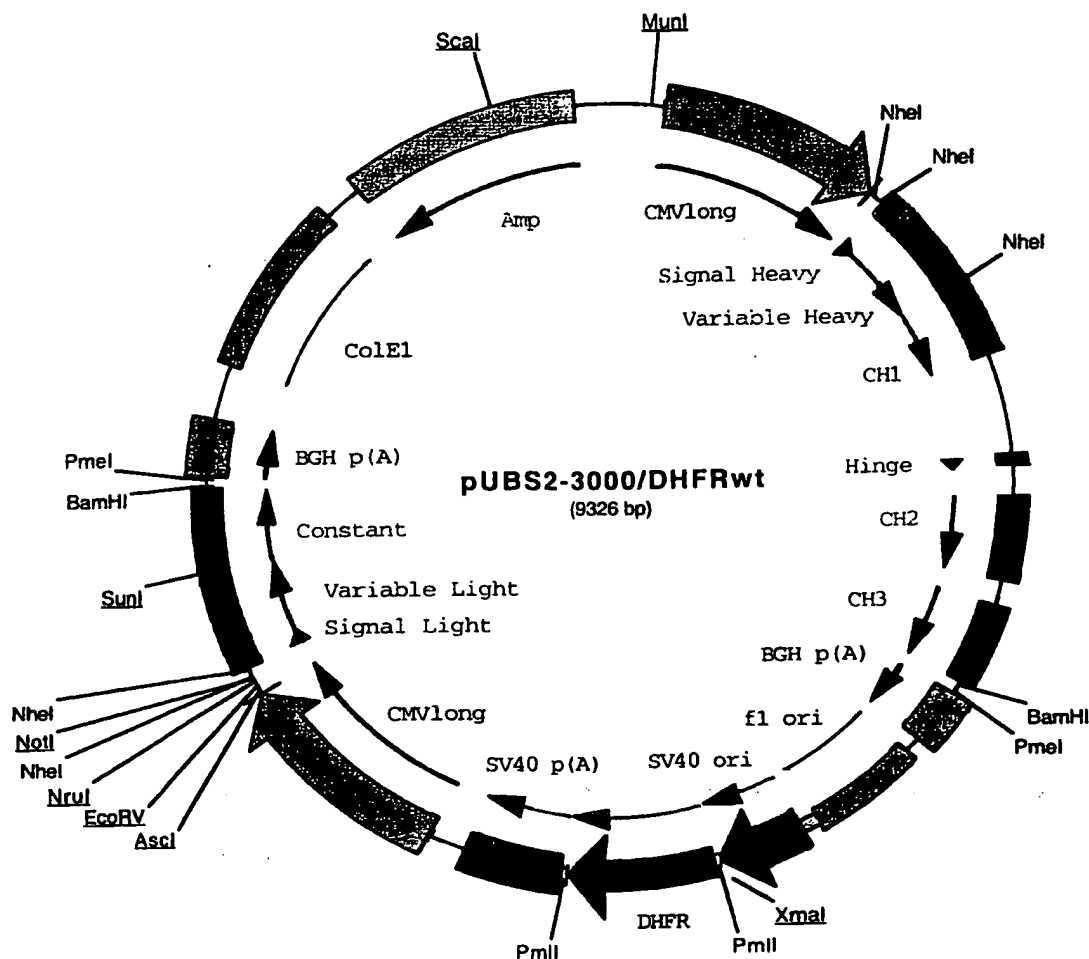 MunI
ScaI
NheI
NheI
NheI
Amp
CMVlong
Signal Heavy
Variable Heavy
CH1
ColE1
PmeI
BamHI
BGH p(A)
pUBS2-3000/DHFRwt
(9326 bp)
Hinge
CH2
Constant
SunI
Variable Light
Signal Light
CH3
BGH p(A)
f1 ori
BamHI
PmeI
CMVlong
SV40 p(A)
SV40 ori
NheI
NotI
NheI
NruI
EcoRV
AscI
XmaI
DHFR
PmlI
PmlI